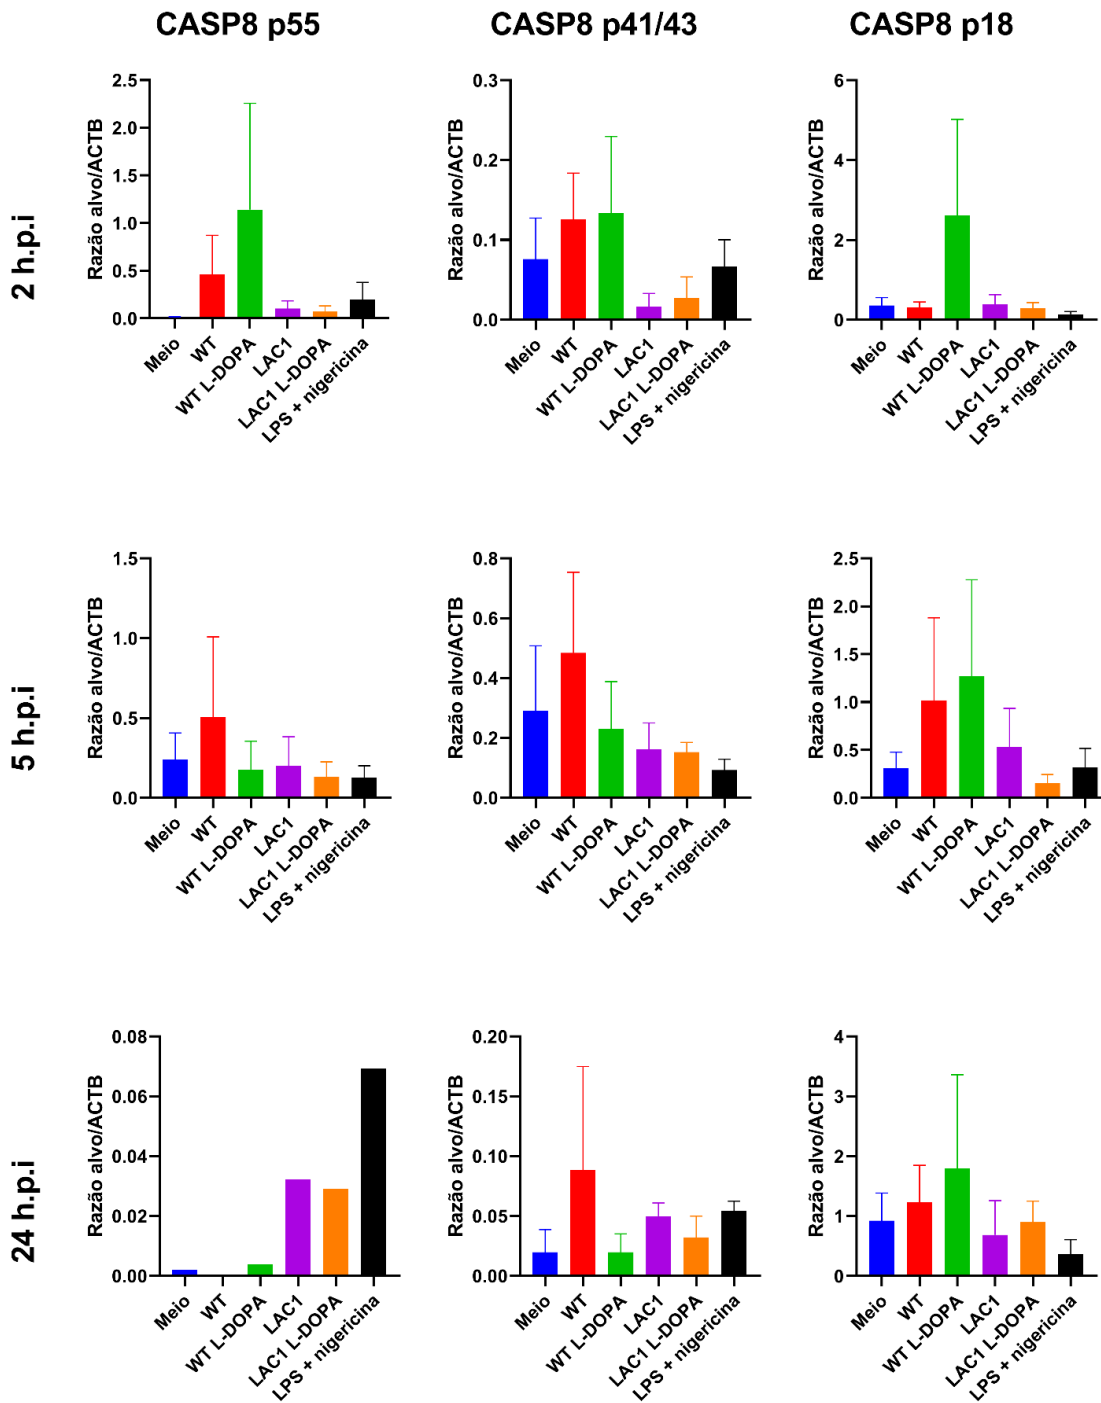 CASP8 p55
CASP8 p41/43
CASP8 p18
2 h.p.i
Razão alvo/ACTB
2.5
2.0
1.5
1.0
0.5
0.0
Meio
WT
WT L-DOPA
LAC1
LAC1 L-DOPA
LPS + nigericina
Razão alvo/ACTB
0.3
0.2
0.1
0.0
Meio
WT
WT L-DOPA
LAC1
LAC1 L-DOPA
LPS + nigericina
Razão alvo/ACTB
6
4
2
0
Meio
WT
WT L-DOPA
LAC1
LAC1 L-DOPA
LPS + nigericina
5 h.p.i
Razão alvo/ACTB
1.5
1.0
0.5
0.0
Meio
WT
WT L-DOPA
LAC1
LAC1 L-DOPA
LPS + nigericina
Razão alvo/ACTB
0.8
0.6
0.4
0.2
0.0
Meio
WT
WT L-DOPA
LAC1
LAC1 L-DOPA
LPS + nigericina
Razão alvo/ACTB
2.5
2.0
1.5
1.0
0.5
0.0
Meio
WT
WT L-DOPA
LAC1
LAC1 L-DOPA
LPS + nigericina
24 h.p.i
Razão alvo/ACTB
0.08
0.06
0.04
0.02
0.00
Meio
WT
WT L-DOPA
LAC1
LAC1 L-DOPA
LPS + nigericina
Razão alvo/ACTB
0.20
0.15
0.10
0.05
0.00
Meio
WT
WT L-DOPA
LAC1
LAC1 L-DOPA
LPS + nigericina
Razão alvo/ACTB
4
3
2
1
0
Meio
WT
WT L-DOPA
LAC1
LAC1 L-DOPA
LPS + nigericina